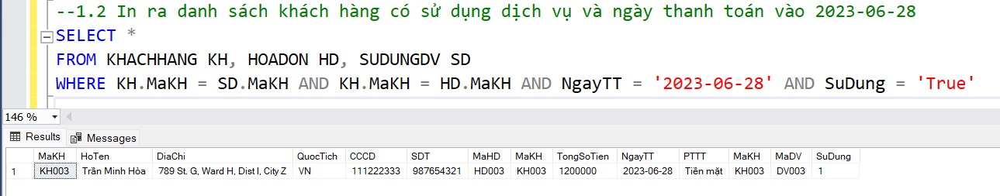 --1.2 In ra danh sách khách hàng có sử dụng dịch vụ và ngày thanh toán vào 2023-06-28
SELECT *
FROM KHACHHANG KH, HOADON HD, SUDUNGDV SD
WHERE KH.MaKH = SD.MaKH AND KH.MaKH = HD.MaKH AND NgayTT = '2023-06-28' AND SuDung = 'True'
146 %
Results Messages
MaKH HoTen DiaChi QuocTich CCCD SDT MaHD MaKH TongSoTien NgayTT PTTT MaKH MaDV SuDung
1 KH003 Trần Minh Hòa 789 St. G, Ward H, Dist I, City Z VN 111222333 987654321 HD003 KH003 1200000 2023-06-28 Tiền mặt KH003 DV003 1